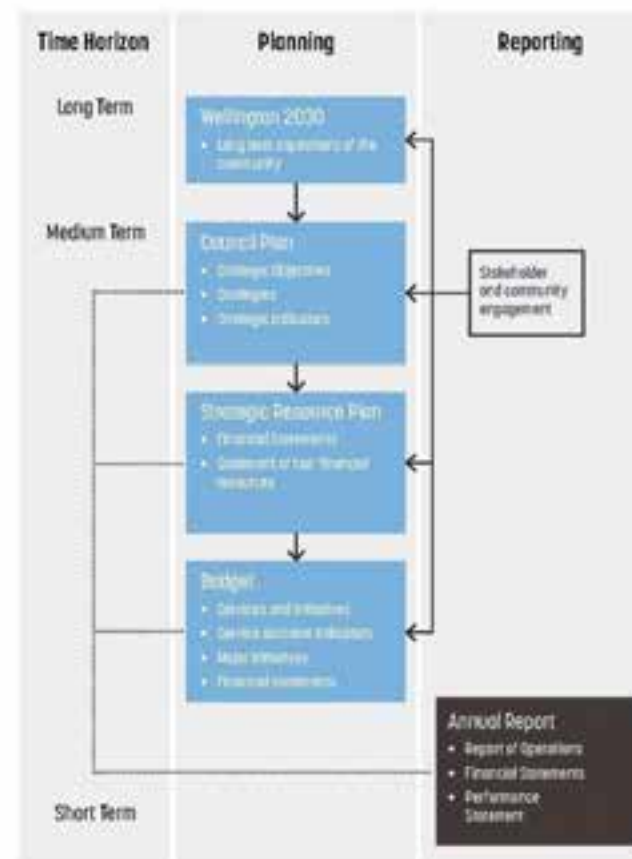 Time Horizon
Planning
Reporting
Long Term
Wellington 2030
• Long term aspirations of the
community
Medium Term
Council Plan
• Strategic Objectives
• Strategies
• Strategic Indicators
Stakeholder
and community
engagement
Strategic Resource Plan
• Financial Statements
• Statement of non-financial
resources
Budget
• Services and Initiatives
• Service outcome indicators
• Major Initiatives
• Financial statements
Annual Report
• Report of Operations
• Financial Statements
• Performance
Statement
Short Term